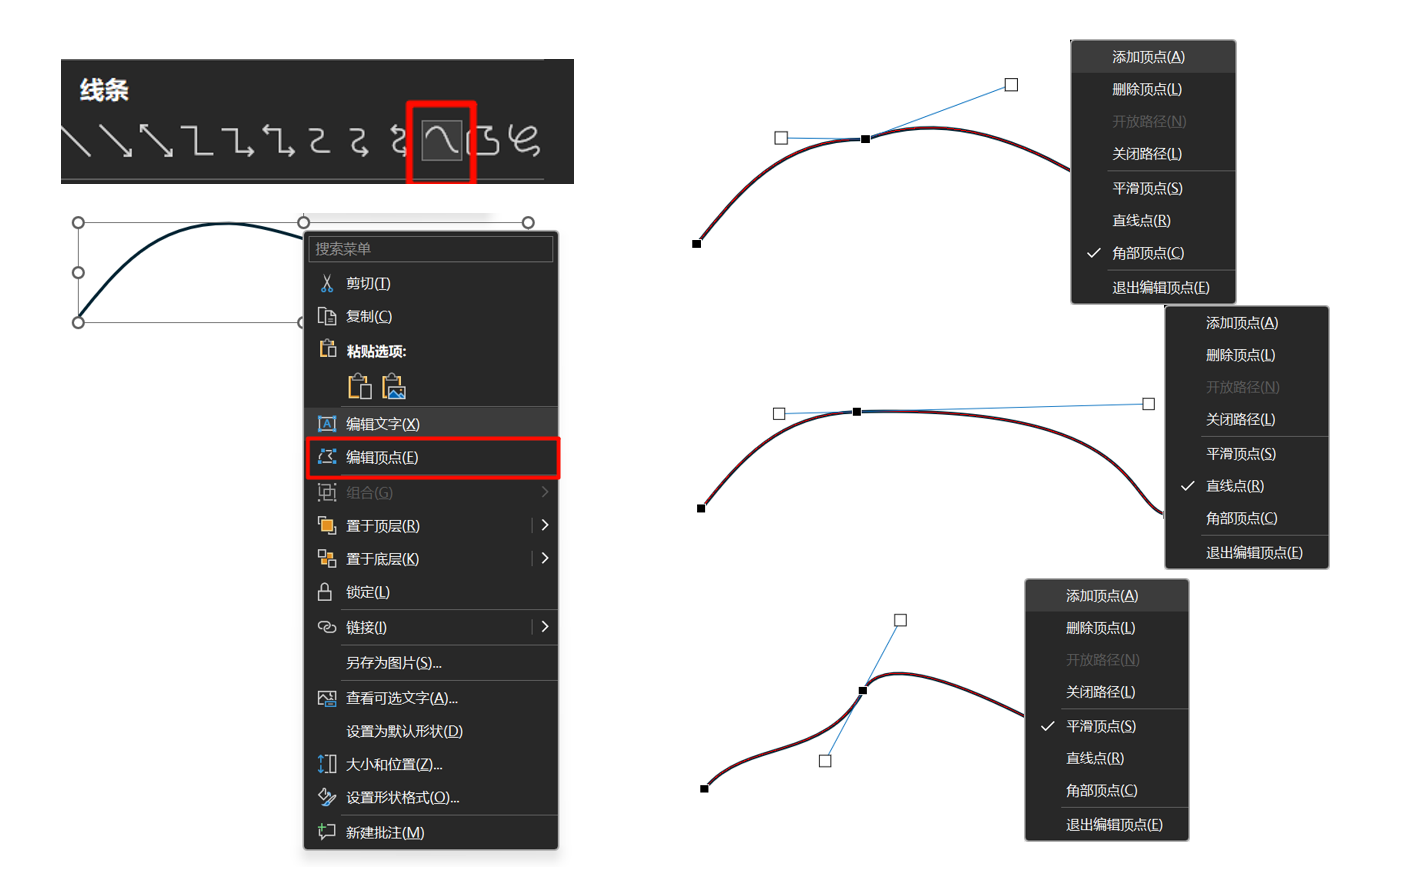 线条
搜索菜单
剪切(T)
复制(C)
粘贴选项:
编辑文字(X)
编辑顶点(E)
组合(G)
置于顶层(R)
置于底层(K)
锁定(L)
链接(I)
另存为图片(S)...
查看可选文字(A)...
设置为默认形状(D)
大小和位置(Z)...
设置形状格式(O)...
新建批注(M)
添加顶点(A)
删除顶点(L)
开放路径(N)
关闭路径(L)
平滑顶点(S)
直线点(R)
角部顶点(C)
退出编辑顶点(E)
添加顶点(A)
删除顶点(L)
开放路径(N)
关闭路径(L)
平滑顶点(S)
直线点(R)
角部顶点(C)
退出编辑顶点(E)
添加顶点(A)
删除顶点(L)
开放路径(N)
关闭路径(L)
平滑顶点(S)
直线点(R)
角部顶点(C)
退出编辑顶点(E)